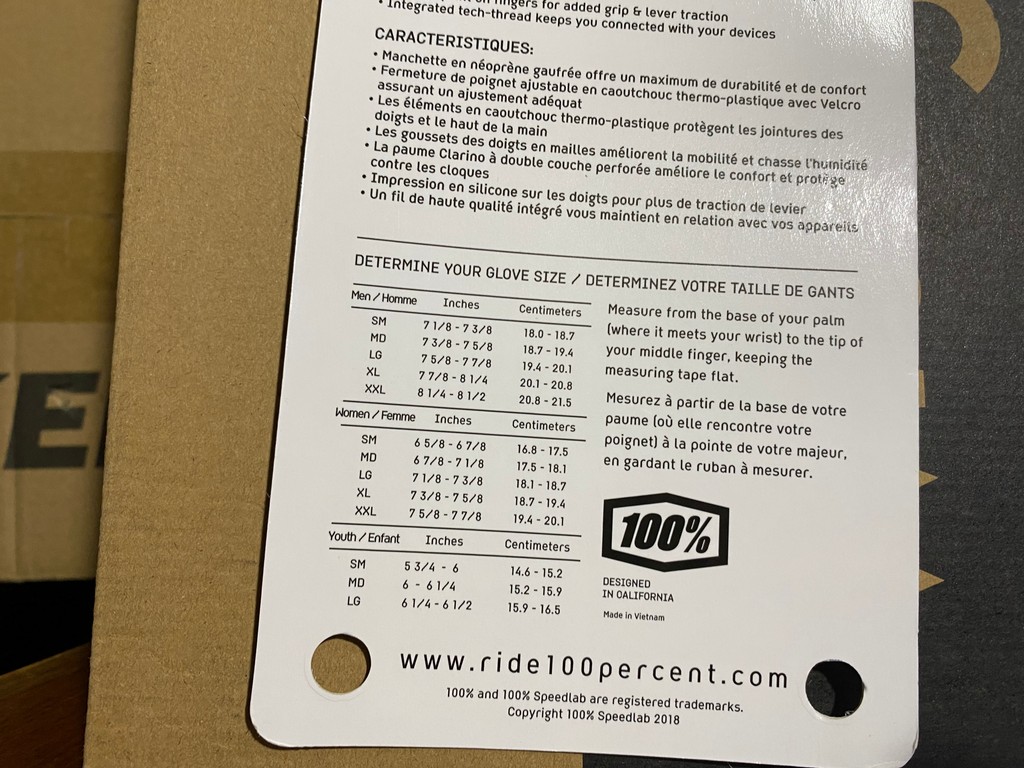 for added grip & lever traction
• Integrated tech-thread keeps you connected with your devices
CARACTERISTIQUES:
• Manchette en néoprène gaufrée offre un maximum de durabilité et de confort
• Fermeture de poignet ajustable en caoutchouc thermo-plastique avec Velcro
assurant un ajustement adéquat
• Les éléments en caoutchouc thermo-plastique protègent les jointures des
doigts et le haut de la main
• Les goussets des doigts en mailles améliorent la mobilité et chasse l'humidité
• La paume Clarino à double couche perforée améliore le confort et protège
contre les cloques
• Impression en silicone sur les doigts pour plus de traction de levier
• Un fil de haute qualité intégré vous maintient en relation avec vos appareils
DETERMINE YOUR GLOVE SIZE / DETERMINEZ VOTRE TAILLE DE GANTS
Men / Homme Inches Centimeters
SM 7 1/8 - 7 3/8 18.0 - 18.7
MD 7 3/8 - 7 5/8 18.7 - 19.4
LG 7 5/8 - 7 7/8 19.4 - 20.1
XL 7 7/8 - 8 1/4 20.1 - 20.8
XXL 8 1/4 - 8 1/2 20.8 - 21.5
Women / Femme Inches Centimeters
SM 6 5/8 - 6 7/8 16.8 - 17.5
MD 6 7/8 - 7 1/8 17.5 - 18.1
LG 7 1/8 - 7 3/8 18.1 - 18.7
XL 7 3/8 - 7 5/8 18.7 - 19.4
XXL 7 5/8 - 7 7/8 19.4 - 20.1
Youth / Enfant Inches Centimeters
SM 5 3/4 - 6 14.6 - 15.2
MD 6 - 6 1/4 15.2 - 15.9
LG 6 1/4 - 6 1/2 15.9 - 16.5
Measure from the base of your palm
(where it meets your wrist) to the tip of
your middle finger, keeping the
measuring tape flat.
Mesurez à partir de la base de votre
paume (où elle rencontre votre
poignet) à la pointe de votre majeur,
en gardant le ruban à mesurer.
100%
DESIGNED
IN CALIFORNIA
Made in Vietnam
www.ride100percent.com
100% and 100% Speedlab are registered trademarks.
Copyright 100% Speedlab 2018